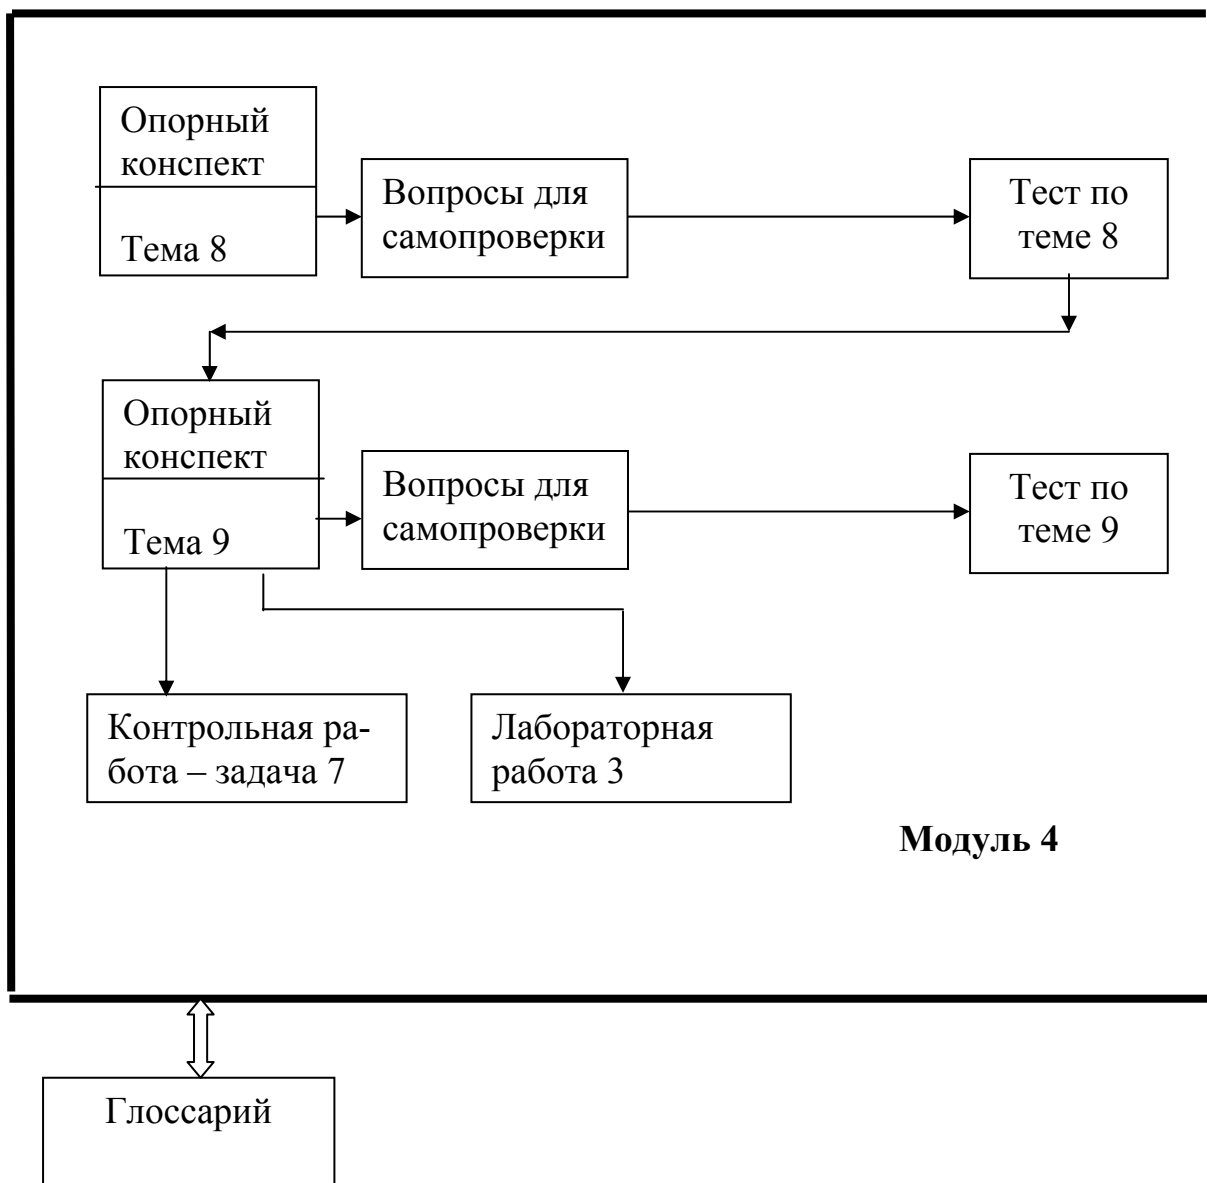 Опорный
конспект
Тема 8
Вопросы для
самопроверки
Тест по
теме 8
Опорный
конспект
Тема 9
Вопросы для
самопроверки
Тест по
теме 9
Контрольная ра-
бота – задача 7
Лабораторная
работа 3
Модуль 4
Глоссарий